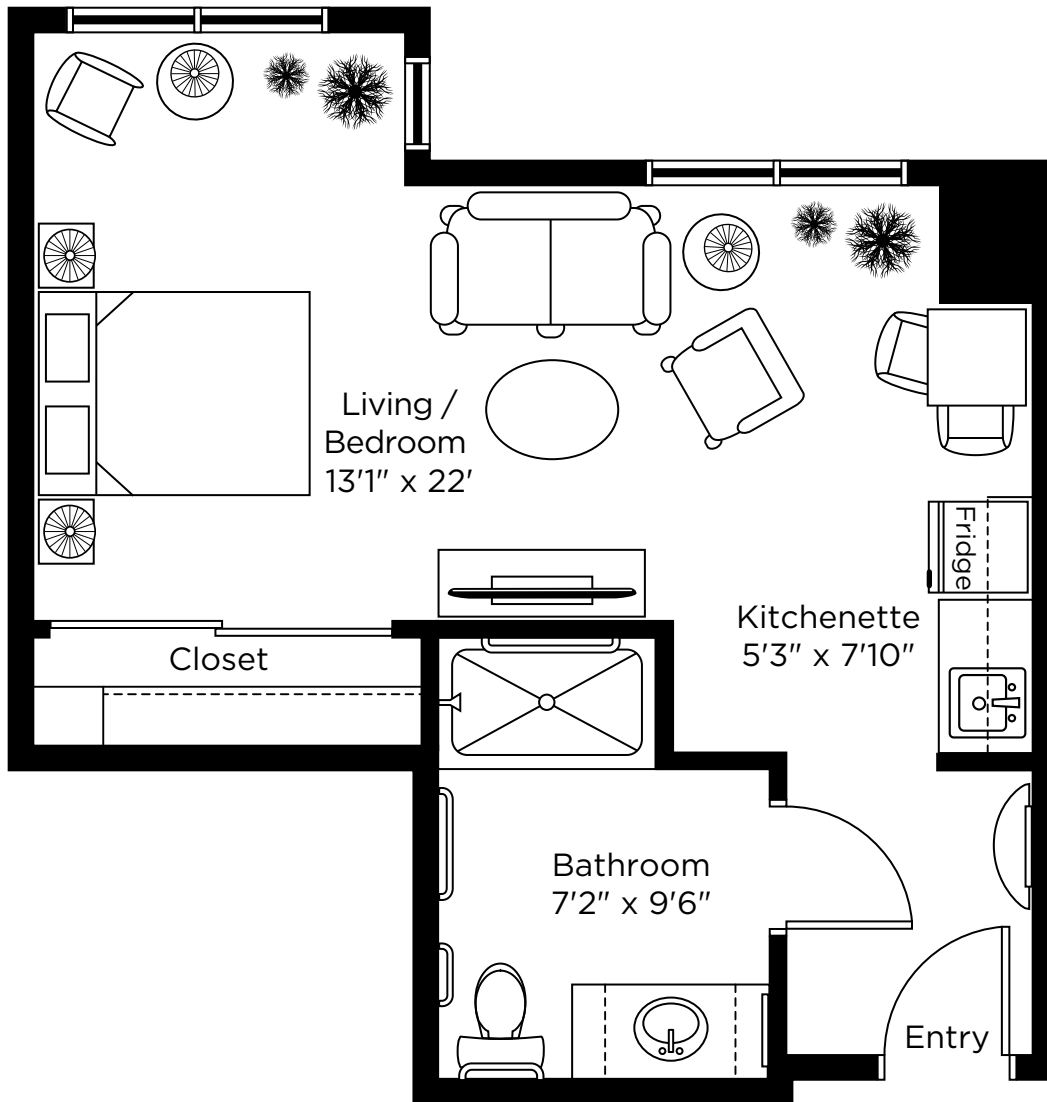 Living /
Bedroom
13'1" x 22'
Fridge
Kitchenette
5'3" x 7'10"
Closet
Bathroom
7'2" x 9'6"
Entry